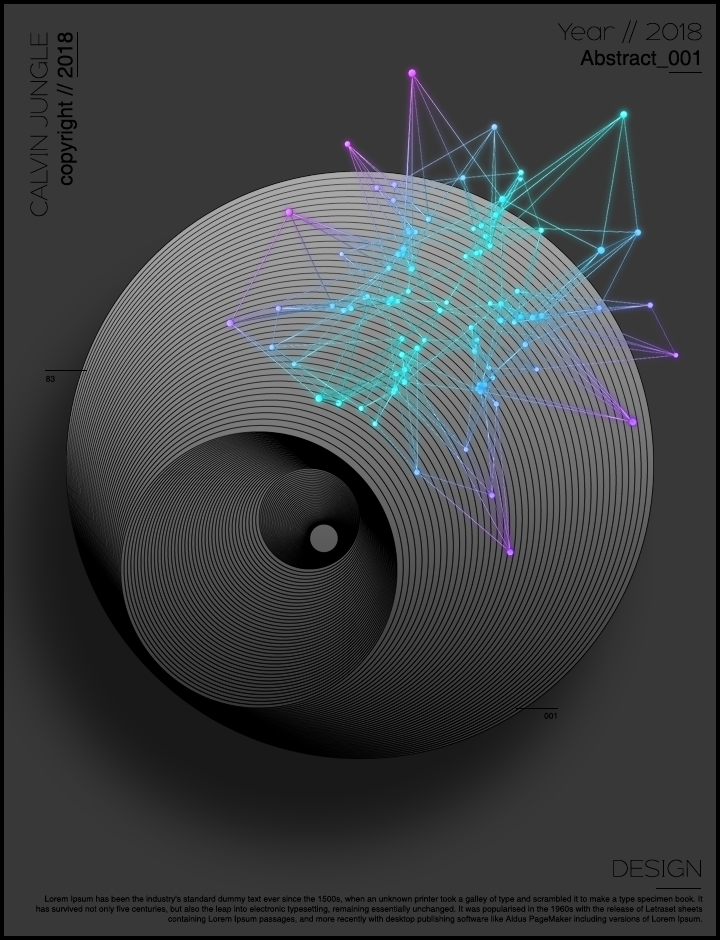 CALVIN JUNGLE
copyright // 2018
Year // 2018
Abstract_001
83
001
DESIGN
Lorem Ipsum has been the industry's standard dummy text ever since the 1500s, when an unknown printer took a galley of type and scrambled it to make a type specimen book. It
has survived not only five centuries, but also the leap into electronic typesetting, remaining essentially unchanged. It was popularised in the 1960s with the release of Letraset sheets
containing Lorem Ipsum passages, and more recently with desktop publishing software like Aldus PageMaker including versions of Lorem Ipsum.